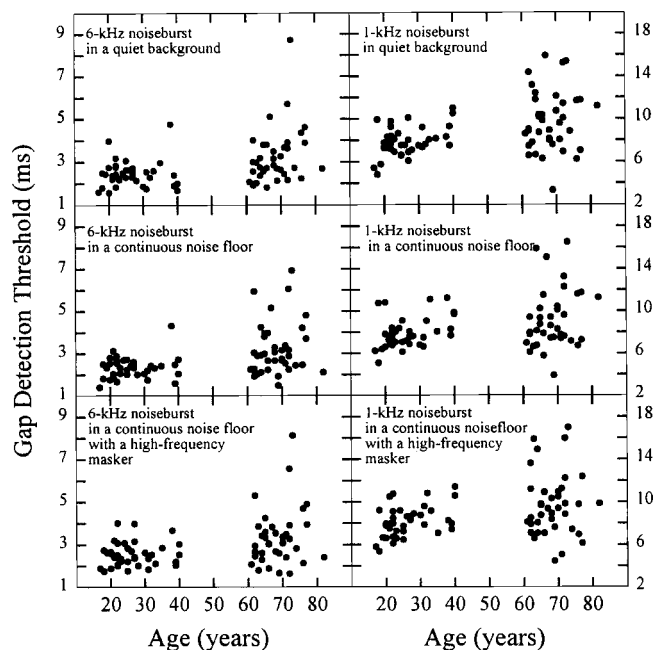 Gap Detection Threshold (ms)
6-kHz noiseburst
in a quiet background
9
7
5
3
1
1-kHz noiseburst
in quiet background
18
14
10
6
2
6-kHz noiseburst
in a continuous noise floor
9
7
5
3
1
1-kHz noiseburst
in a continuous noise floor
18
14
10
6
2
6-kHz noiseburst
in a continuous noise floor
with a high-frequency
masker
9
7
5
3
1
1-kHz noiseburst
in a continuous noisefloor
with a high-frequency
masker
18
14
10
6
2
20 30 40 50 60 70 80
20 30 40 50 60 70 80
Age (years)
Age (years)